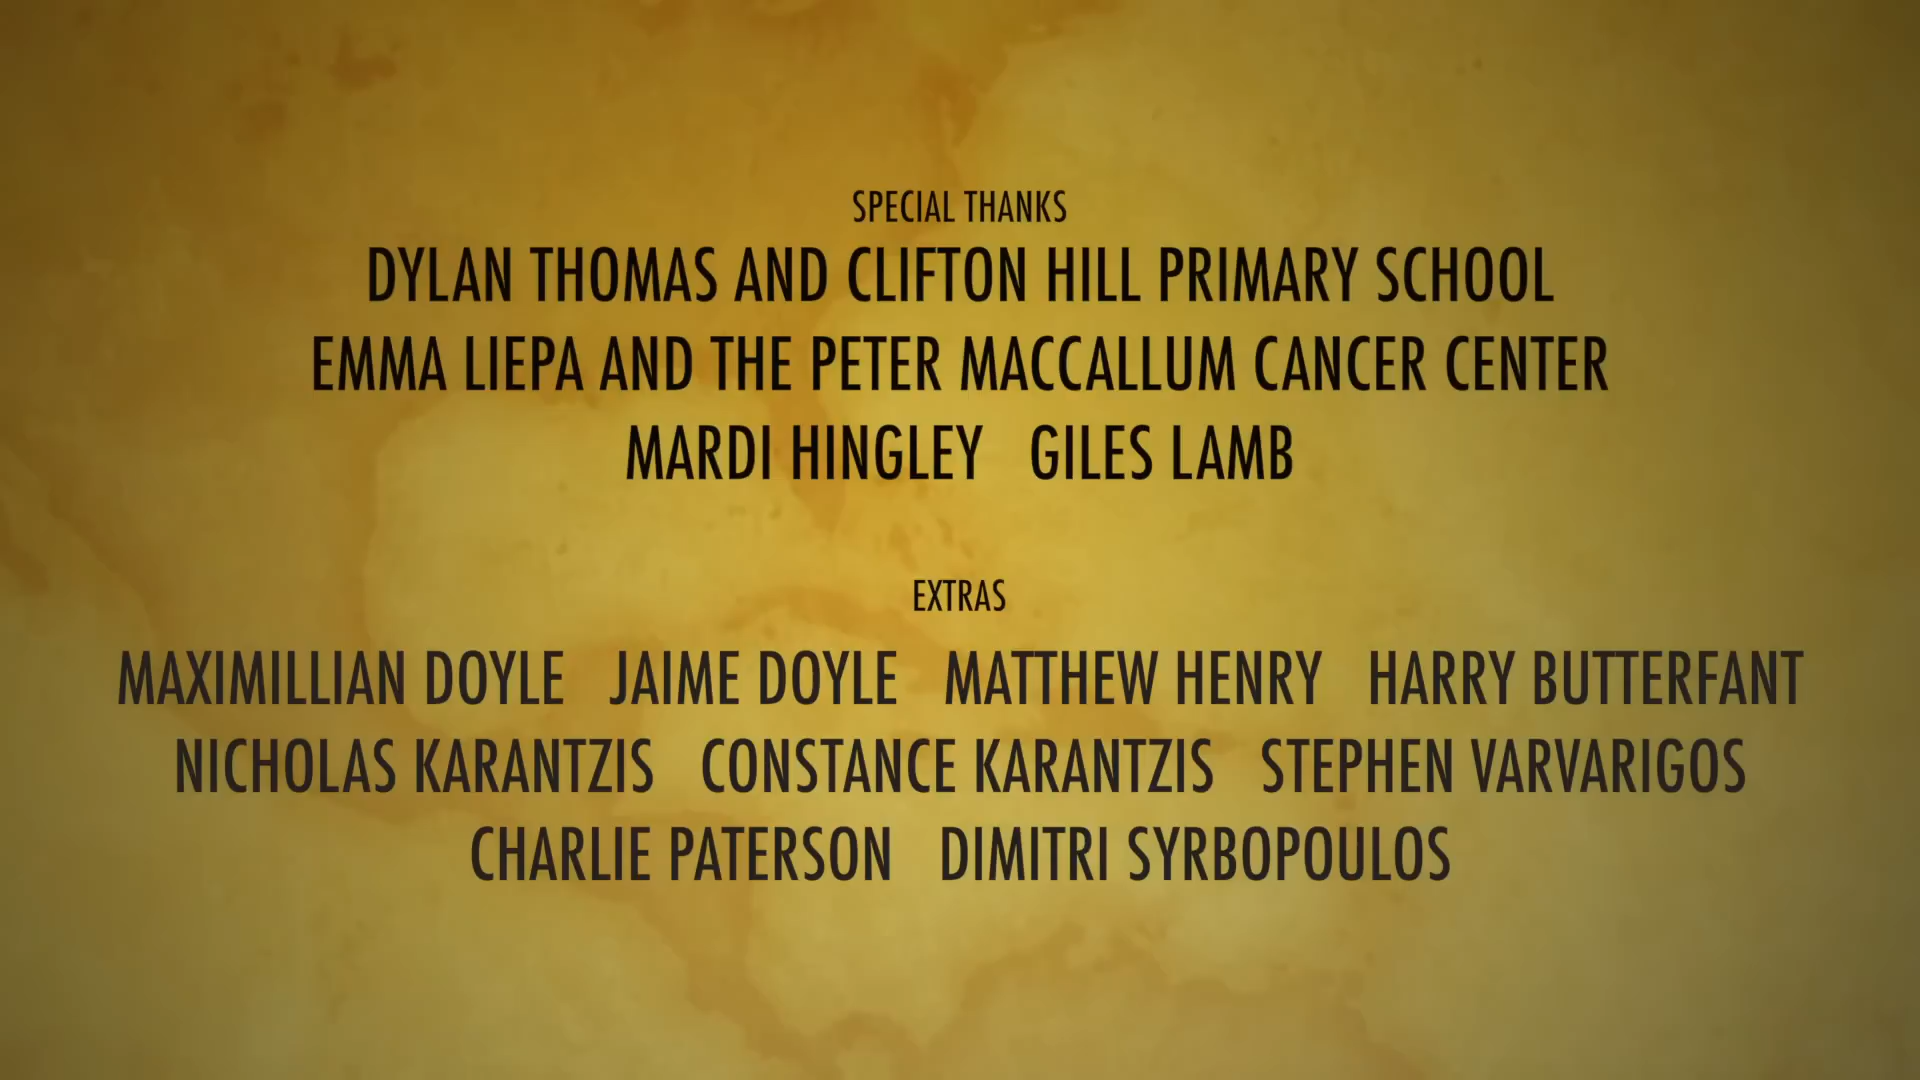 SPECIAL THANKS
DYLAN THOMAS AND CLIFTON HILL PRIMARY SCHOOL
EMMA LIEPA AND THE PETER MACCALLUM CANCER CENTER
MARDI HINGLEY GILES LAMB
EXTRAS
MAXIMILLIAN DOYLE JAIME DOYLE MATTHEW HENRY HARRY BUTTERFANT
NICHOLAS KARANTZIS CONSTANCE KARANTZIS STEPHEN VARVARIGOS
CHARLIE PATERSON DIMITRI SYRBOPOULOS